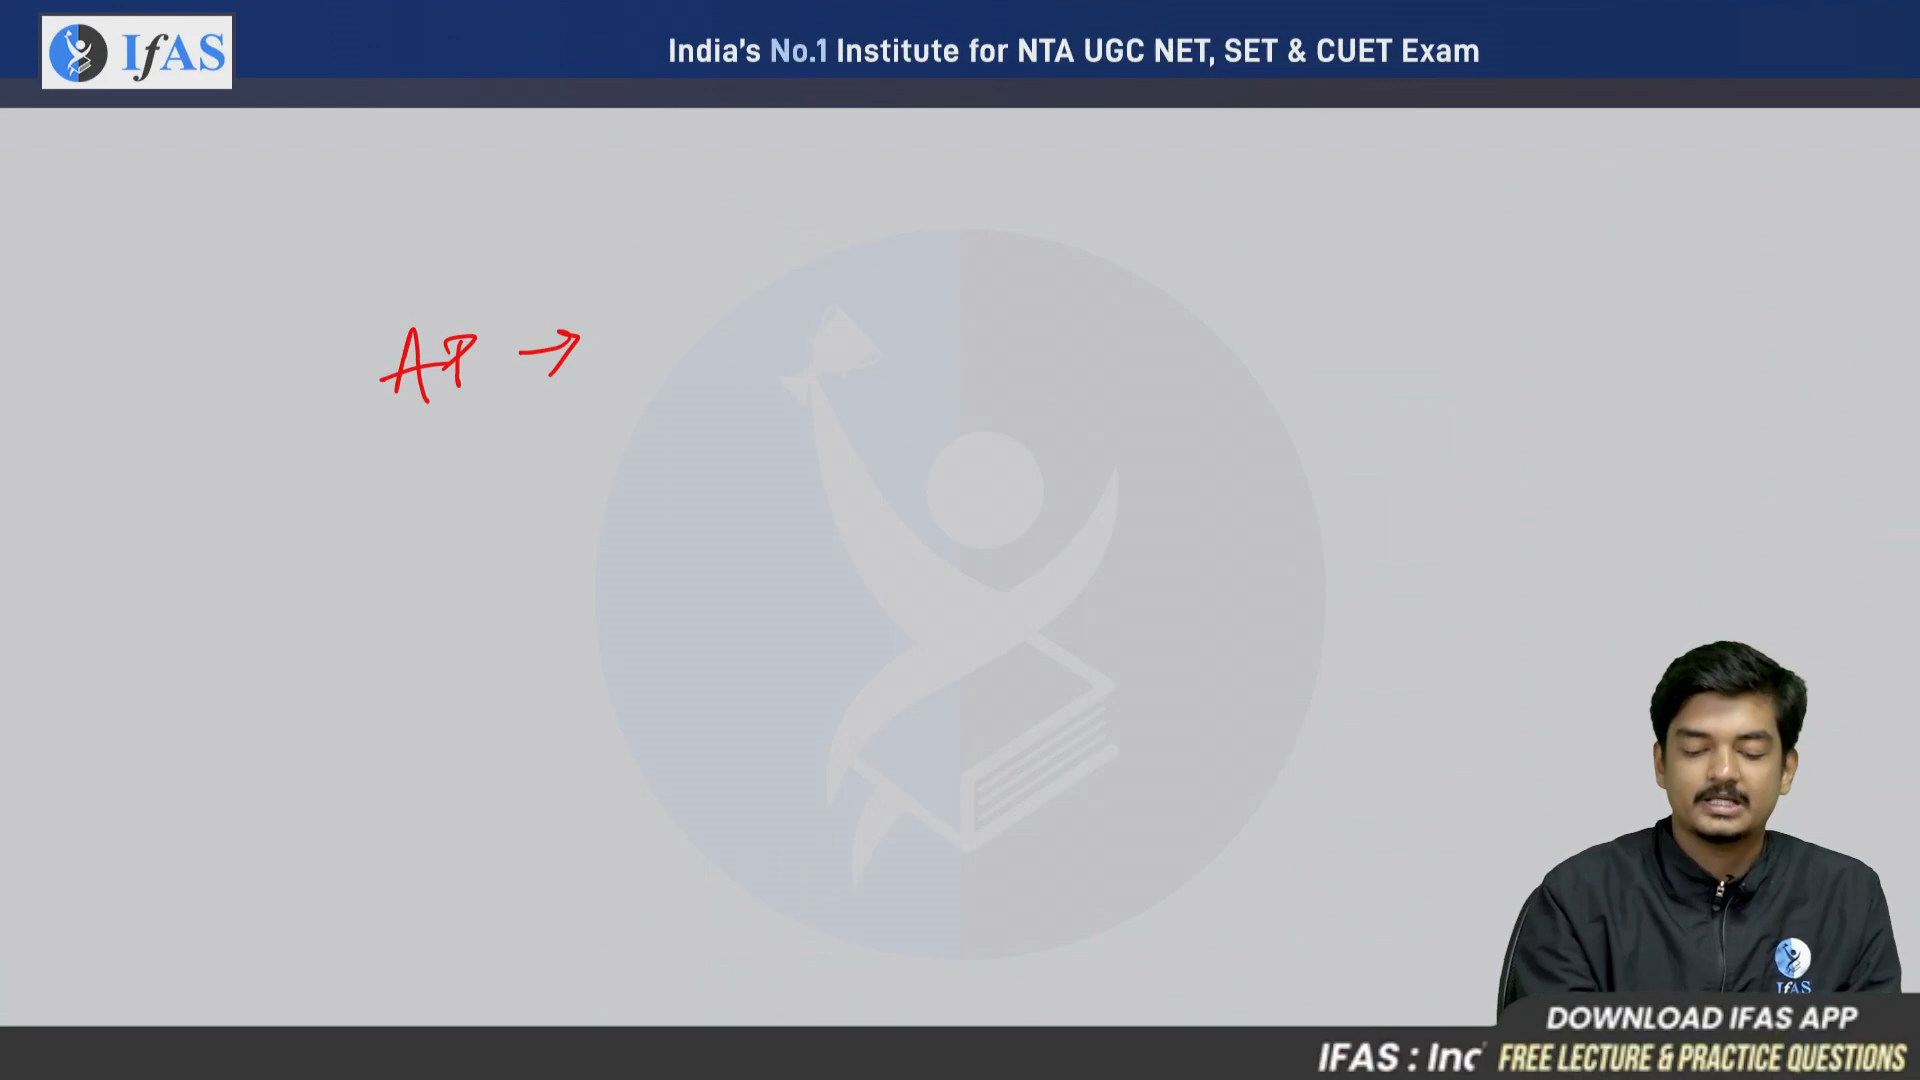 IfAS
India's No.1 Institute for NTA UGC NET, SET & CUET Exam
AP →
IfAS
DOWNLOAD IFAS APP
IFAS : Inc
FREE LECTURE & PRACTICE QUESTIONS